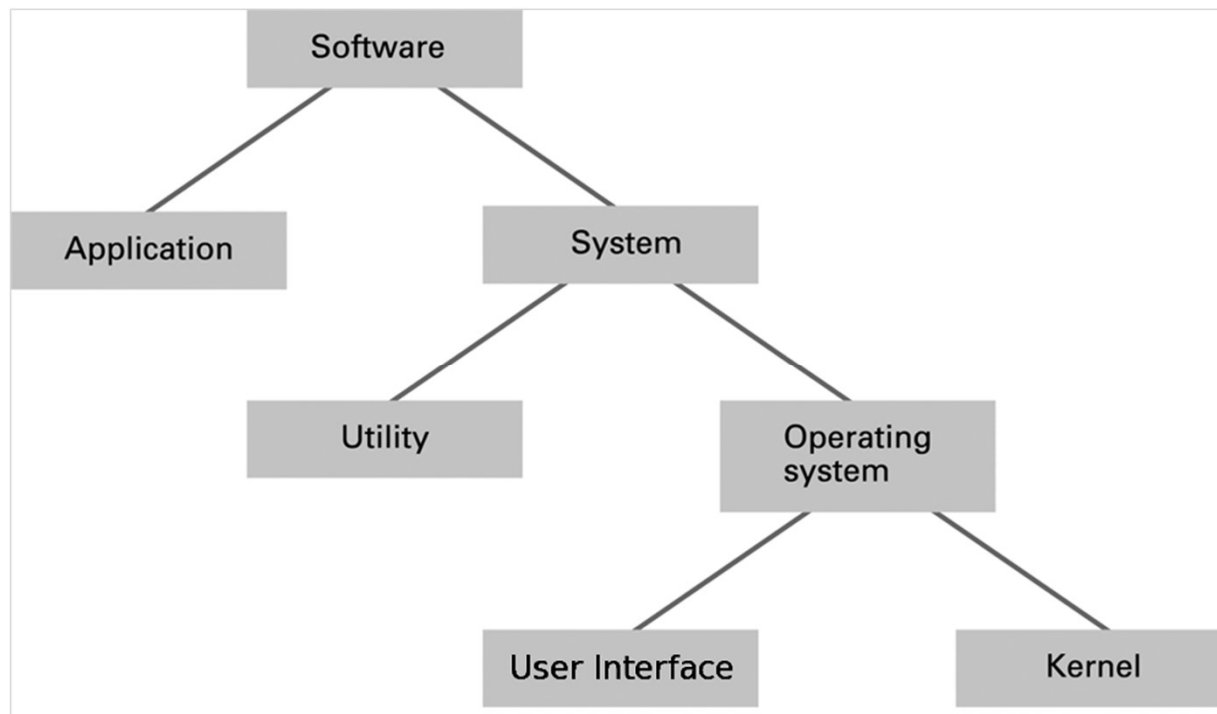 Software
Application
System
Utility
Operating
system
User Interface
Kernel